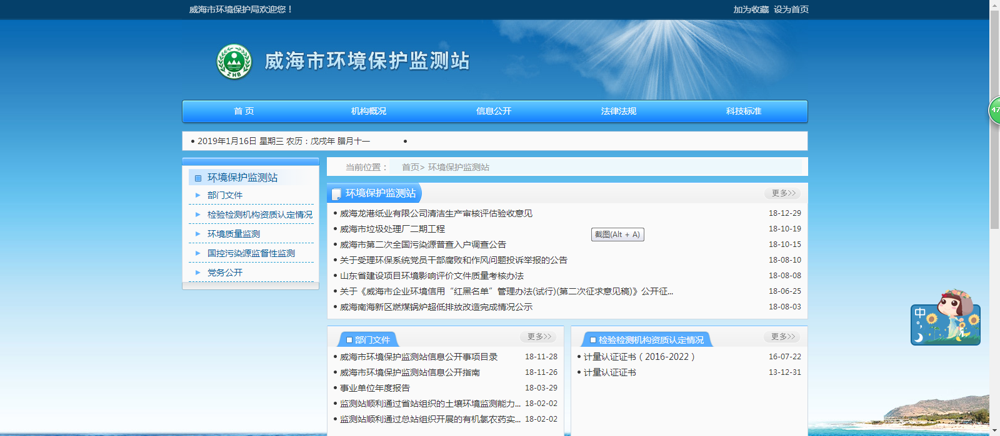 威海市环境保护局欢迎您！
加为收藏 设为首页
ZHB
威海市环境保护监测站
首 页
机构概况
信息公开
法律法规
科技标准
47
2019年1月16日 星期三 农历：戊戌年 腊月十一
环境保护监测站
部门文件
检验检测机构资质认定情况
环境质量监测
国控污染源监督性监测
党务公开
当前位置： 首页> 环境保护监测站
环境保护监测站 更多>>
威海龙港纸业有限公司清洁生产审核评估验收意见 18-12-29
威海市垃圾处理厂二期工程 18-10-19
截图(Alt + A)
威海市第二次全国污染源普查入户调查公告 18-10-15
关于受理环保系统党员干部腐败和作风问题投诉举报的公告 18-08-10
山东省建设项目环境影响评价文件质量考核办法 18-08-08
关于《威海市企业环境信用“红黑名单”管理办法(试行)(第二次征求意见稿)》公开征... 18-06-25
威海南海新区燃煤锅炉超低排放改造完成情况公示 18-08-03
中
部门文件 更多>>
威海市环境保护监测站信息公开事项目录 18-11-28
威海市环境保护监测站信息公开指南 18-11-26
事业单位年度报告 18-03-29
监测站顺利通过省站组织的土壤环境监测能力... 18-02-02
监测站顺利通过总站组织开展的有机氯农药实... 18-02-02
检验检测机构资质认定情况 更多>>
计量认证证书（2016-2022） 16-07-22
计量认证证书 13-12-31